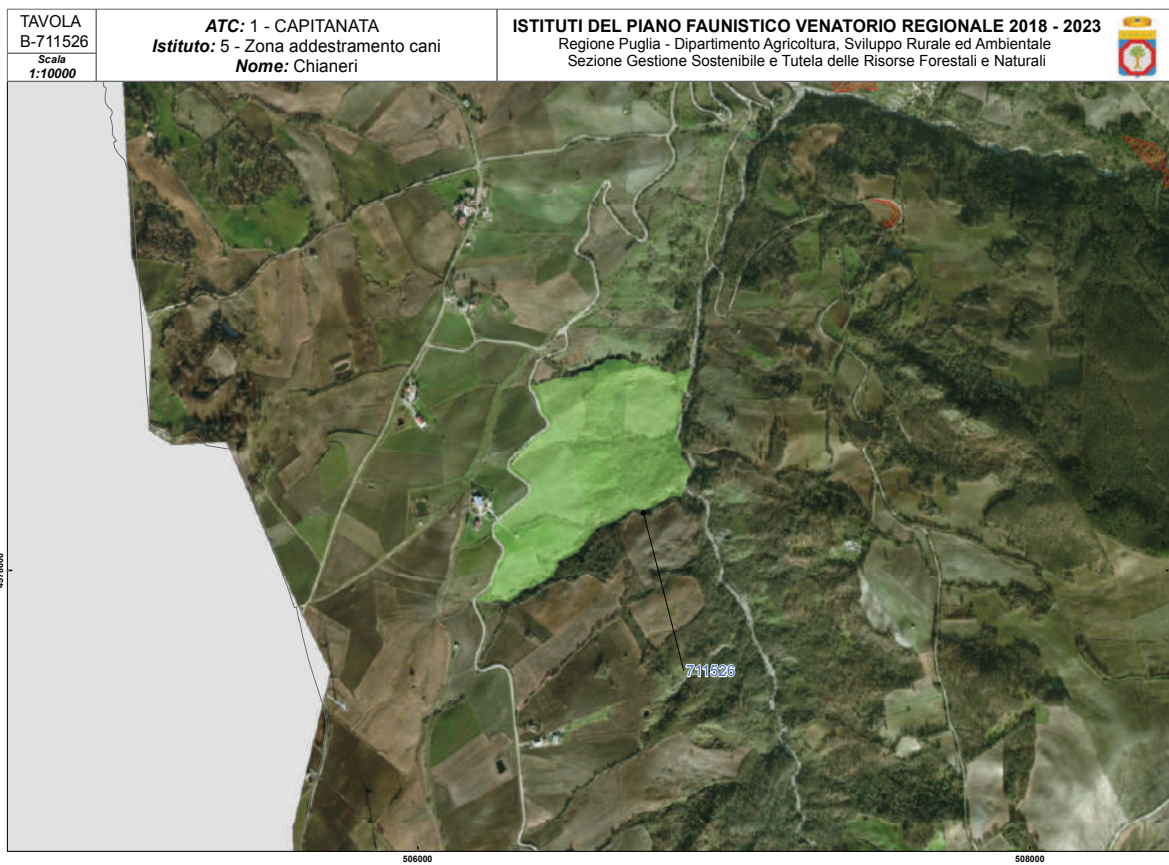 TAVOLA
B-711526
Scala
1:10000
ATC: 1 - CAPITANATA
Istituto: 5 - Zona addestramento cani
Nome: Chianeri
ISTITUTI DEL PIANO FAUNISTICO VENATORIO REGIONALE 2018 - 2023
Regione Puglia - Dipartimento Agricoltura, Sviluppo Rurale ed Ambientale
Sezione Gestione Sostenibile e Tutela delle Risorse Forestali e Naturali
711526
506000
508000